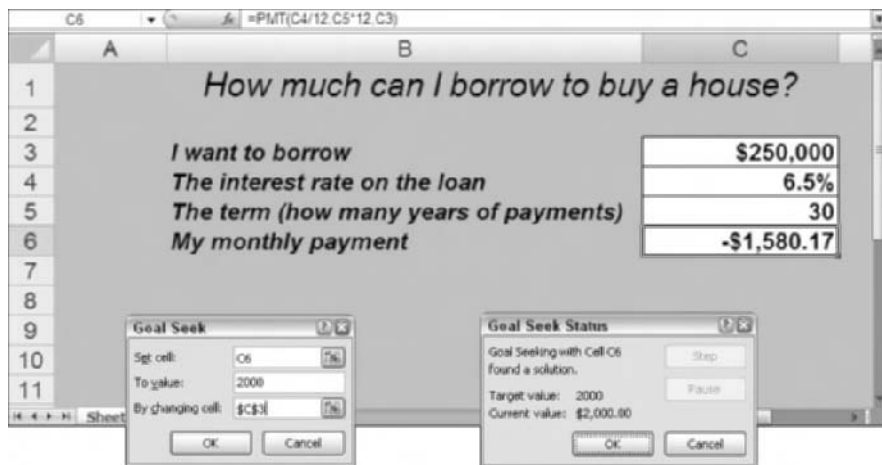 C6 fx =PMT(C4/12,C5*12,C3)
A B C
1 How much can I borrow to buy a house?
2
3 I want to borrow $250,000
4 The interest rate on the loan 6.5%
5 The term (how many years of payments) 30
6 My monthly payment -$1,580.17
7
8
9
10
11
Sheet
Goal Seek
Set cell: C6
To value: 2000
By changing cell: $C$3
OK Cancel
Goal Seek Status
Goal Seeking with Cell C6
found a solution.
Step
Pause
Target value: 2000
Current value: $2,000.00
OK Cancel